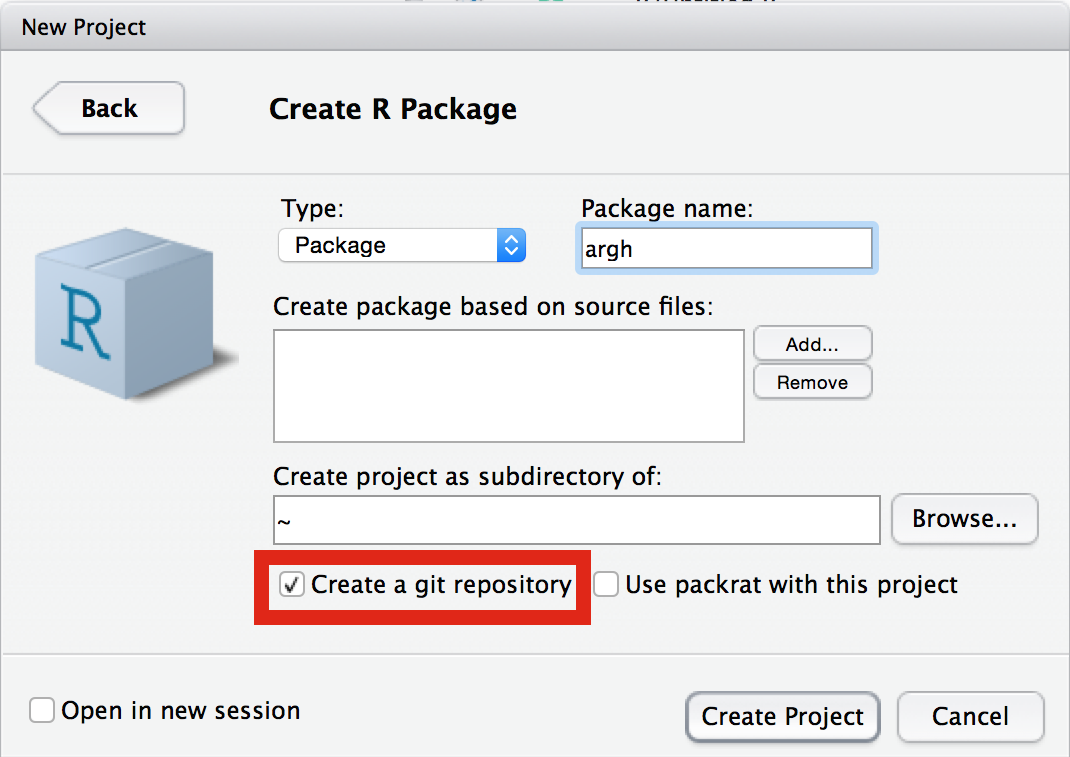 New Project
Back
Create R Package
Type:
Package name:
Package
argh
Create package based on source files:
Add...
Remove
R
Create project as subdirectory of:
~
Browse...
Create a git repository
Use packrat with this project
Open in new session
Create Project
Cancel